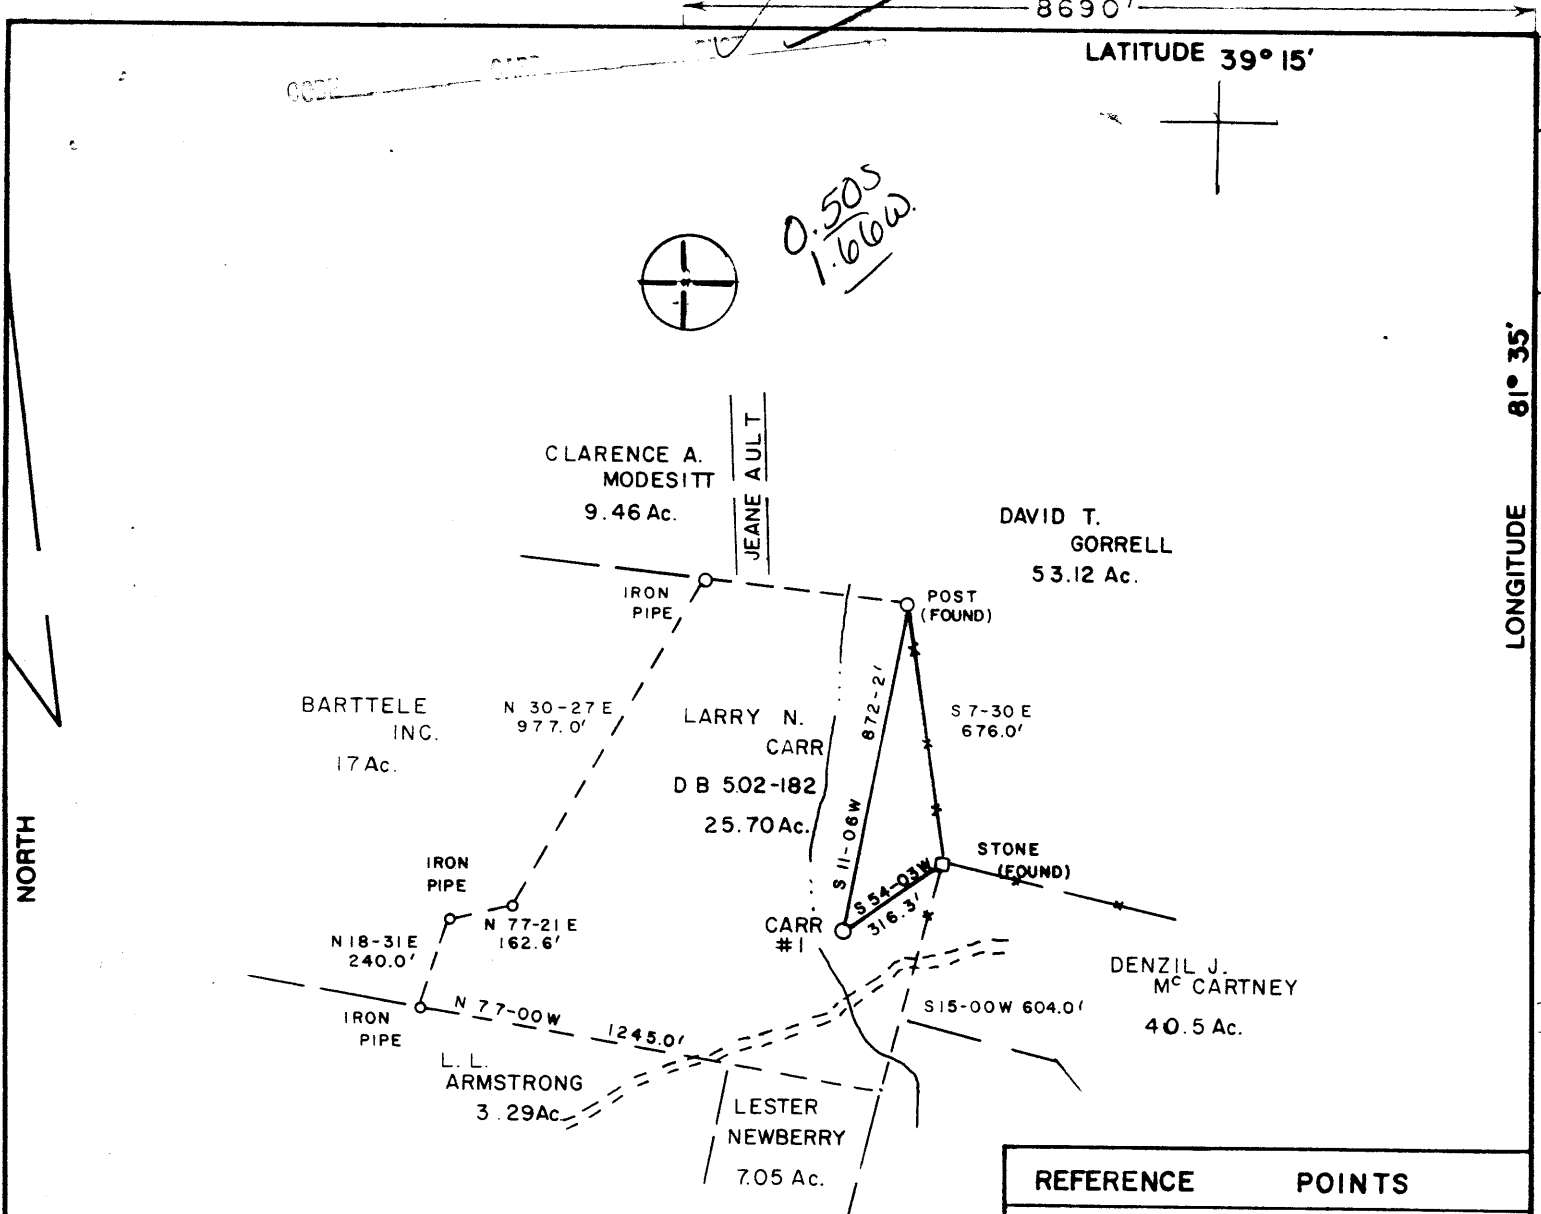 8690'
LATITUDE 39° 15'
0.50S
1.66W.
LONGITUDE 81° 35'
CLARENCE A.
MODESITT
9.46 Ac.
JEANE AULT
DAVID T.
GORRELL
53.12 Ac.
IRON
PIPE
POST
(FOUND)
BARTTELE
INC.
17 Ac.
N 30-27 E
977.0'
LARRY N.
CARR
D B 502-182
25.70 Ac.
S 11-06W 872-2'
S 7-30 E
676.0'
NORTH
IRON
PIPE
STONE
(FOUND)
S 54-03W
316.3'
CARR
#1
N 77-21 E
162.6'
N 18-31 E
240.0'
DENZIL J.
Mc CARTNEY
40.5 Ac.
IRON
PIPE
N 77-00 W 1245.0'
S 15-00 W 604.0'
L. L.
ARMSTRONG
3.29 Ac.
LESTER
NEWBERRY
7.05 Ac.
REFERENCE POINTS